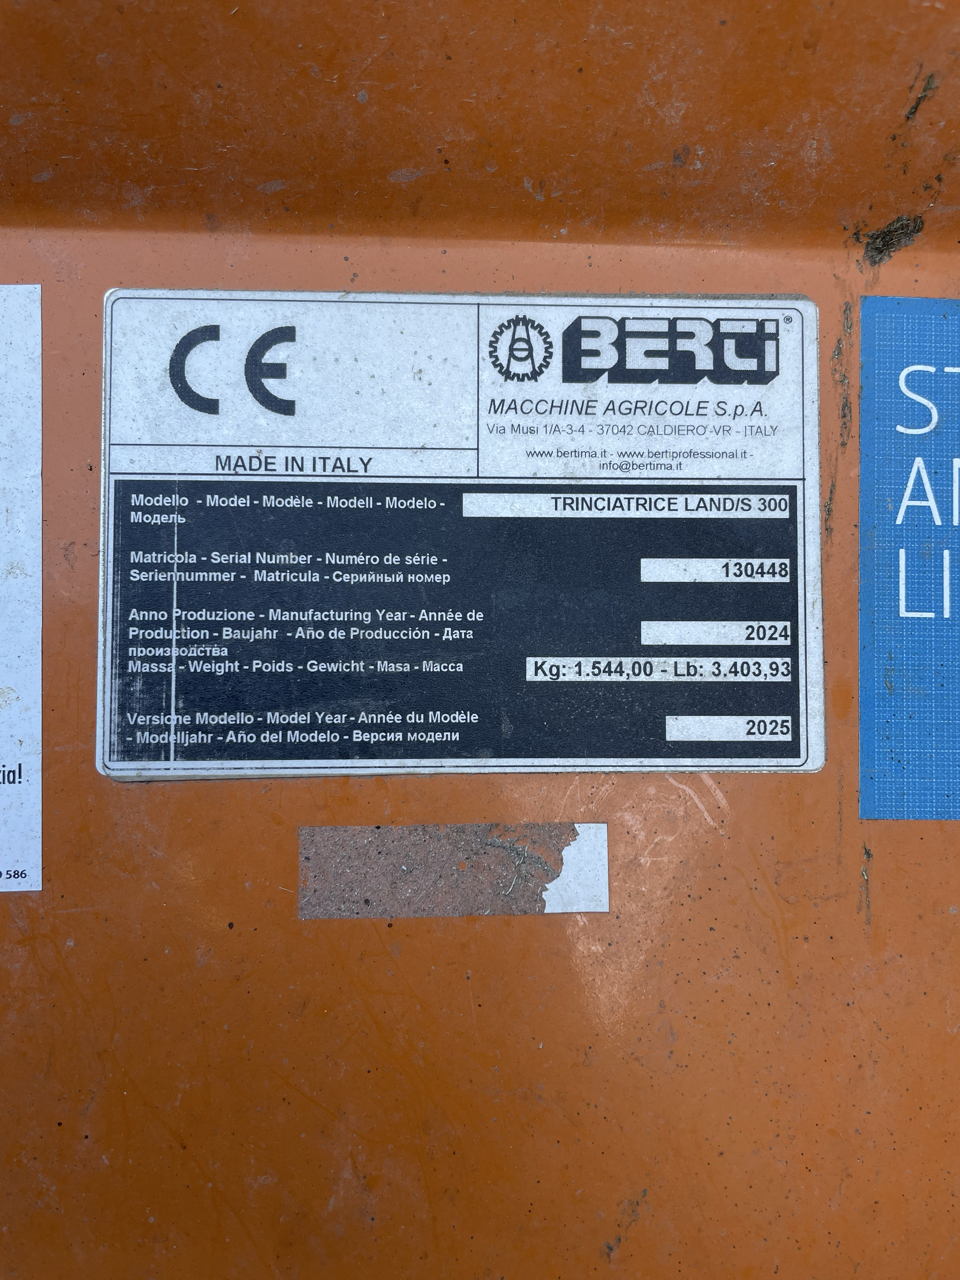 CE
BERTI®
MACCHINE AGRICOLE S.p.A.
Via Musi 1/A-3-4 - 37042 CALDIERO -VR - ITALY
www.bertima.it - www.bertiprofessional.it -
info@bertima.it
MADE IN ITALY
Modello - Model - Modèle - Modell - Modelo -
Модель
TRINCIATRICE LAND/S 300
Matricola - Serial Number - Numéro de série -
Seriennummer - Matricula - Серийный номер
130448
Anno Produzione - Manufacturing Year - Année de
Production - Baujahr - Año de Producción - Дата
производства
2024
Massa - Weight - Poids - Gewicht - Masa - Масса
Kg: 1.544,00 - Lb: 3.403,93
Versione Modello - Model Year - Année du Modèle
- Modelljahr - Año del Modelo - Версия модели
2025
586